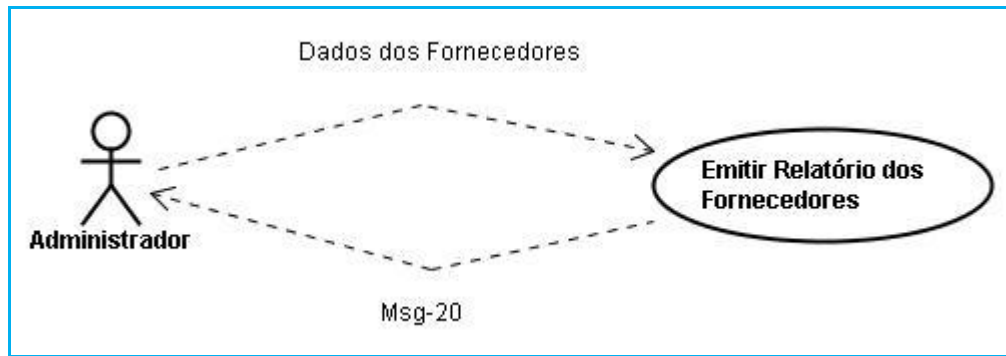 Dados dos Fornecedores
Emitir Relatório dos
Fornecedores
Administrador
Msg-20